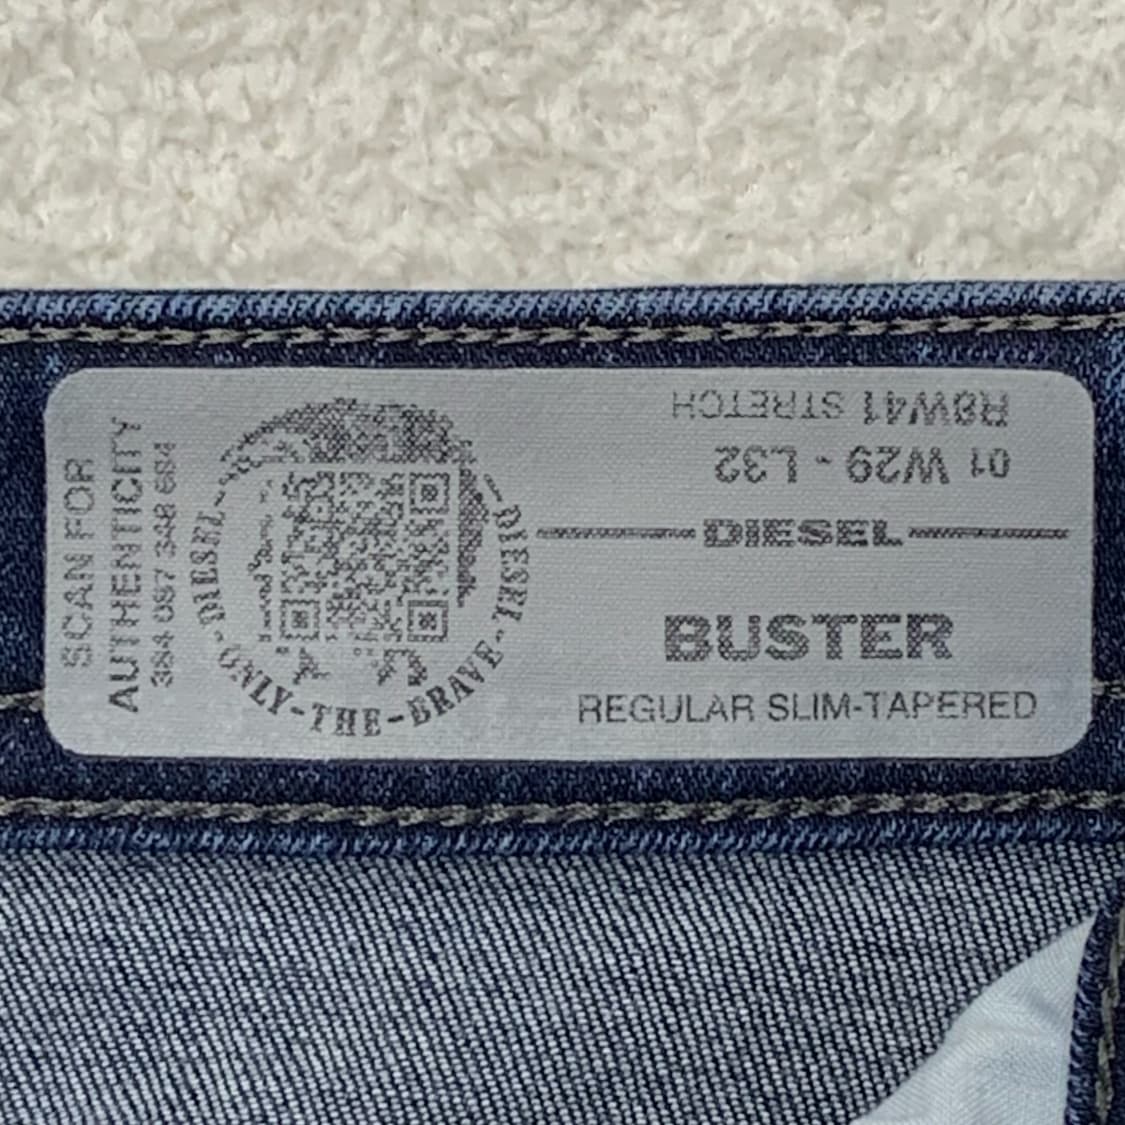 SCAN FOR
AUTHENTICITY
384 057 348 684
DIESEL - ONLY - THE - BRAVE - DIESEL -
R8W41 STRETCH
01 W29 - L32
DIESEL
BUSTER
REGULAR SLIM-TAPERED